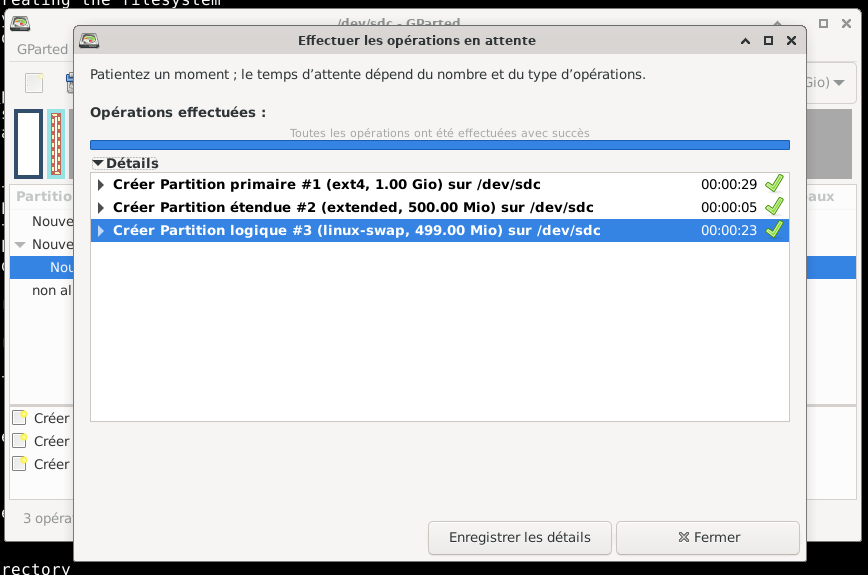 reating the filesystem
/dev/sdc - GParted
Effectuer les opérations en attente
GParted
Patientez un moment ; le temps d'attente dépend du nombre et du type d'opérations.
Gio)
Opérations effectuées :
Toutes les opérations ont été effectuées avec succès
Détails
Créer Partition primaire #1 (ext4, 1.00 Gio) sur /dev/sdc 00:00:29
Créer Partition étendue #2 (extended, 500.00 Mio) sur /dev/sdc 00:00:05
Créer Partition logique #3 (linux-swap, 499.00 Mio) sur /dev/sdc 00:00:23
Partitio
aux
Nouve
Nouve
Nou
non al
Créer
Créer
Créer
3 opéra
Enregistrer les détails
Fermer
rectory